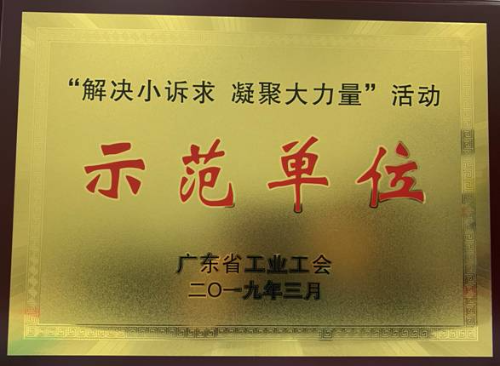 “解决小诉求 凝聚大力量”活动
示范单位
广东省工业工会
二〇一九年三月